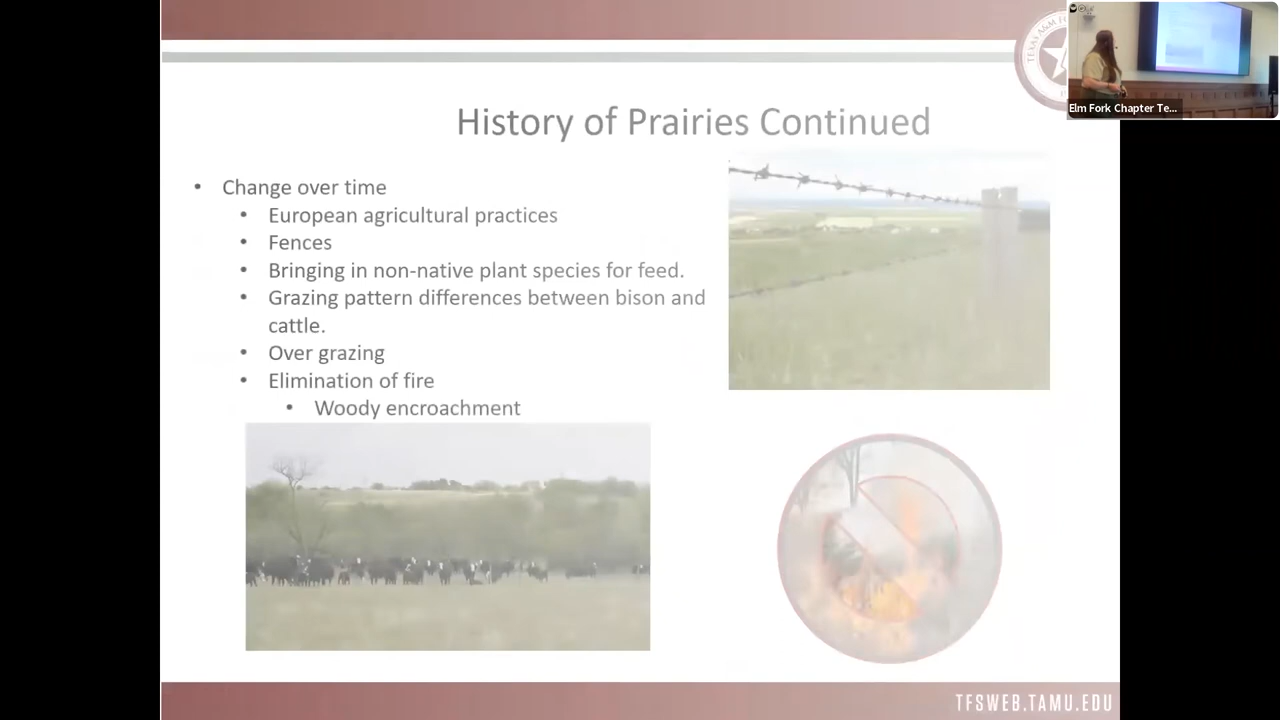 Elm Fork Chapter Te...
History of Prairies Continued
• Change over time
• European agricultural practices
• Fences
• Bringing in non-native plant species for feed.
• Grazing pattern differences between bison and
cattle.
• Over grazing
• Elimination of fire
• Woody encroachment
TFSWEB.TAMU.EDU